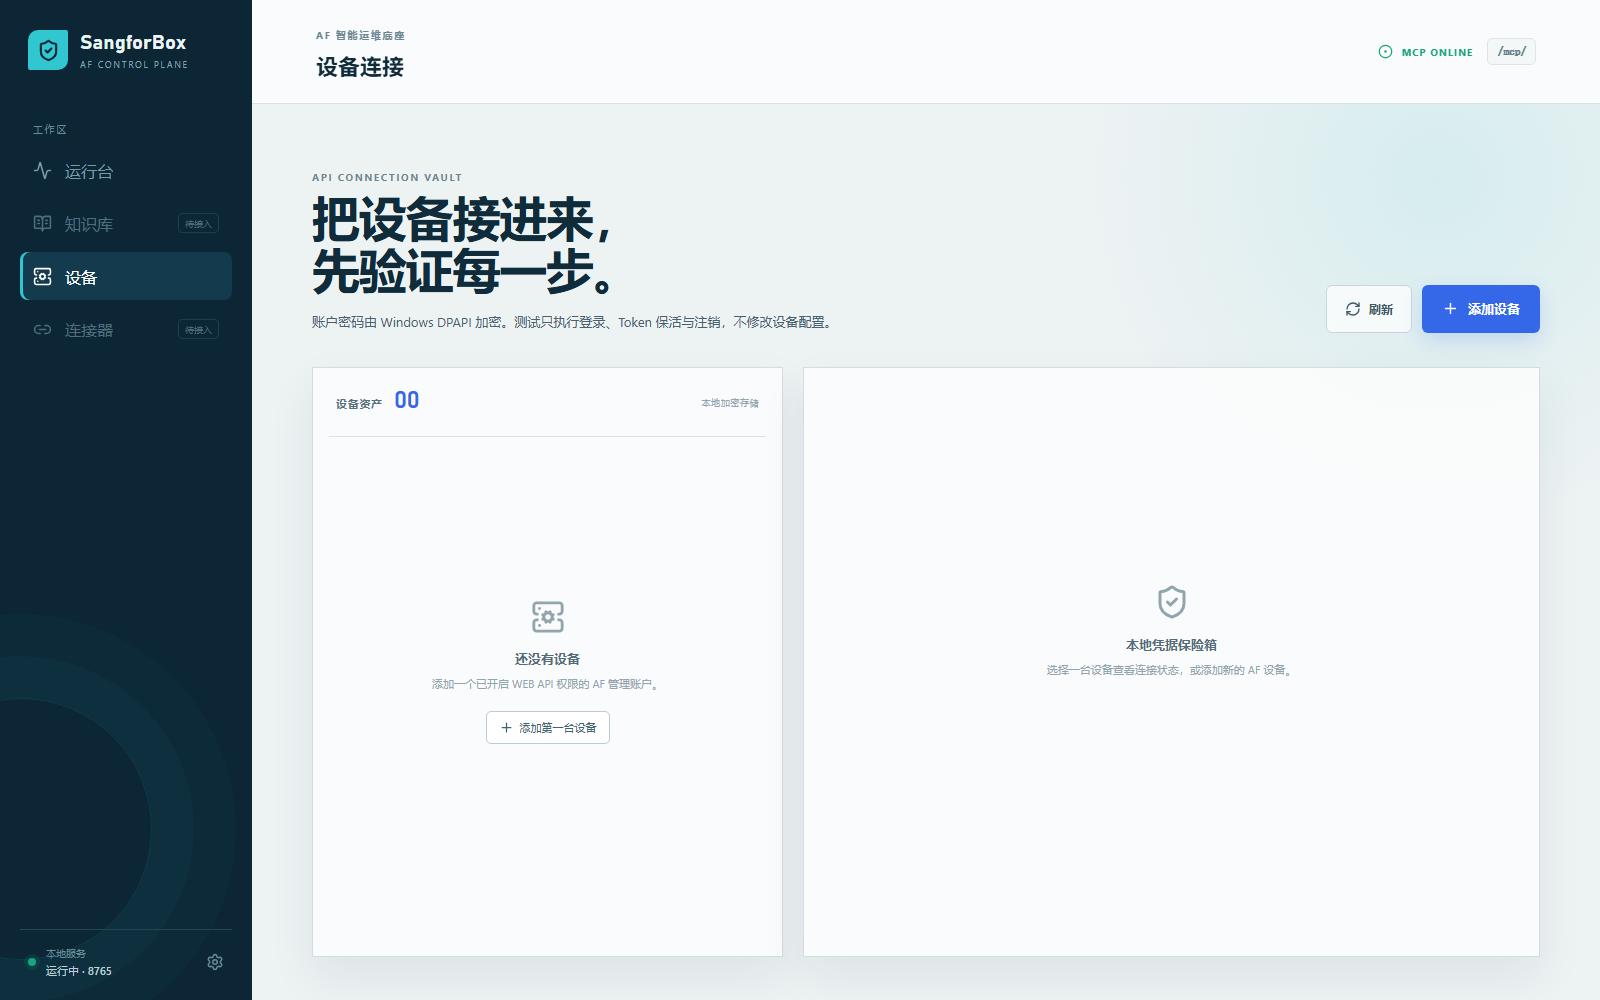 SangforBox
AF CONTROL PLANE
工作区
运行台
知识库
待接入
设备
连接器
待接入
本地服务
运行中 · 8765
AF 智能运维底座
设备连接
MCP ONLINE
/mcp/
API CONNECTION VAULT
把设备接进来，
先验证每一步。
账户密码由 Windows DPAPI 加密。测试只执行登录、Token 保活与注销，不修改设备配置。
刷新
添加设备
设备资产 00
本地加密存储
还没有设备
添加一个已开启 WEB API 权限的 AF 管理账户。
添加第一台设备
本地凭据保险箱
选择一台设备查看连接状态，或添加新的 AF 设备。